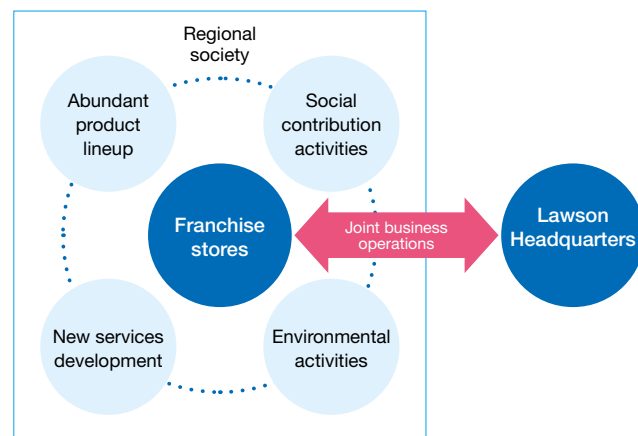 Regional
society
Abundant
product
lineup
Social
contribution
activities
Franchise
stores
Joint business
operations
Lawson
Headquarters
New services
development
Environmental
activities